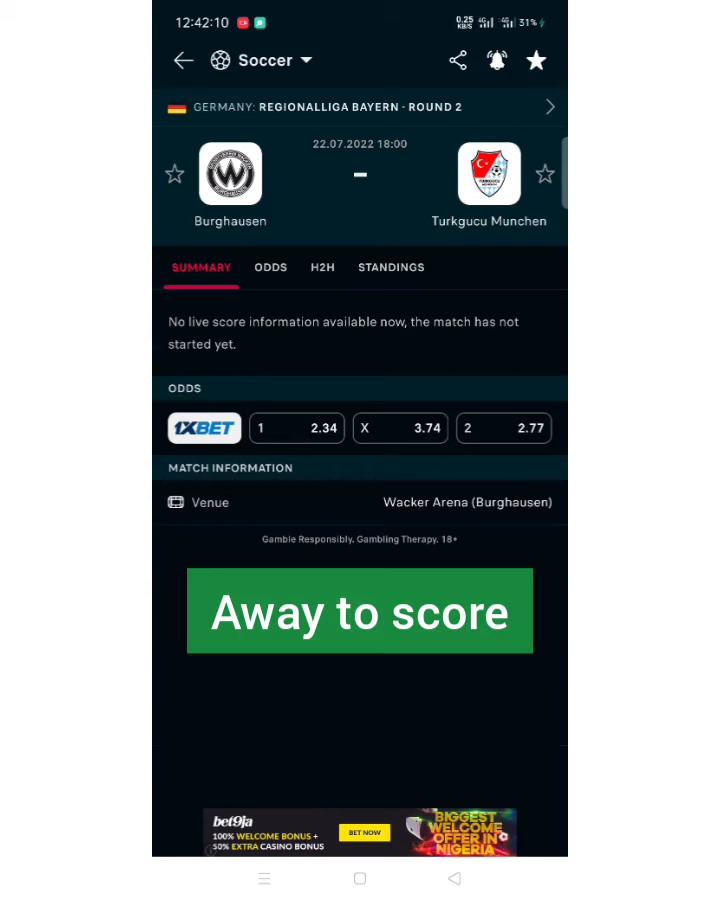 12:42:10
0.25 KB/S 4G 4G 31%
Soccer
GERMANY: REGIONALLIGA BAYERN - ROUND 2
22.07.2022 18:00
-
Burghausen
Turkgucu Munchen
SUMMARY ODDS H2H STANDINGS
No live score information available now, the match has not
started yet.
ODDS
1XBET 1 2.34 X 3.74 2 2.77
MATCH INFORMATION
Venue Wacker Arena (Burghausen)
Gamble Responsibly. Gambling Therapy. 18+
Away to score
bet9ja
100% WELCOME BONUS +
50% EXTRA CASINO BONUS
BET NOW
BIGGEST
WELCOME
OFFER IN
NIGERIA